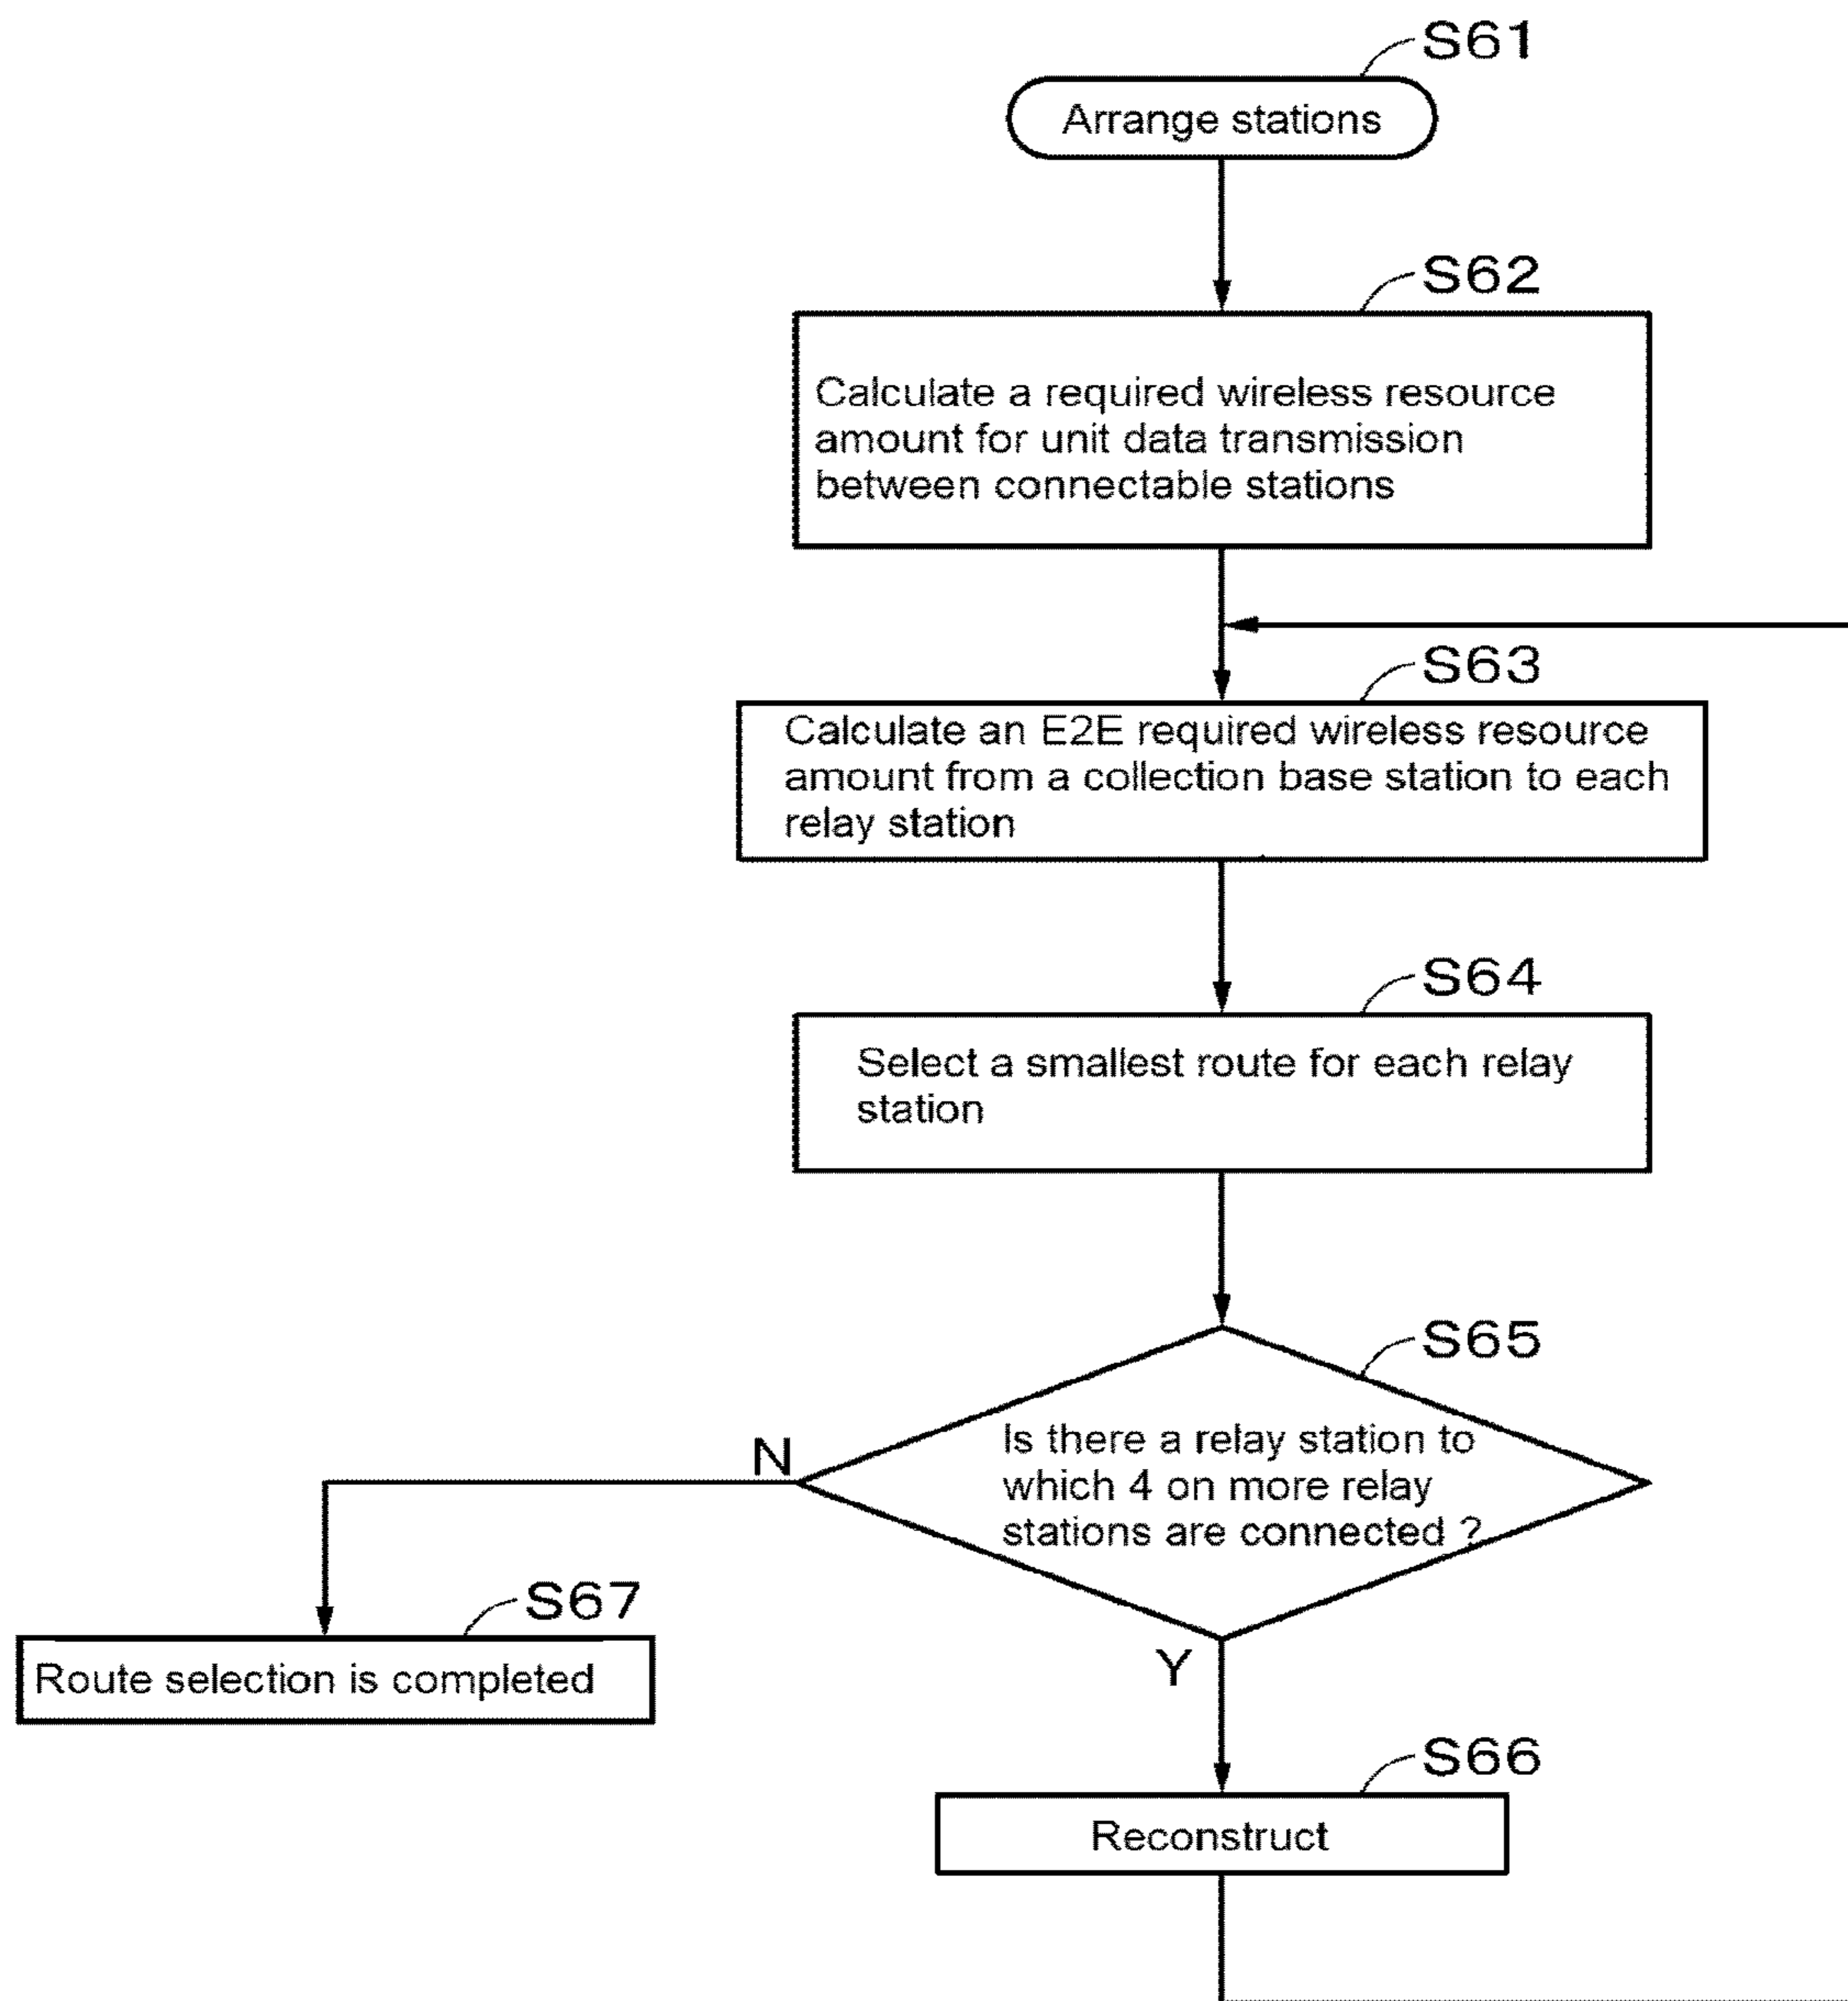 S61
Arrange stations
S62
Calculate a required wireless resource
amount for unit data transmission
between connectable stations
S63
Calculate an E2E required wireless resource
amount from a collection base station to each
relay station
S64
Select a smallest route for each relay
station
S65
Is there a relay station to
which 4 on more relay
stations are connected ?
N
S67
Route selection is completed
Y
S66
Reconstruct